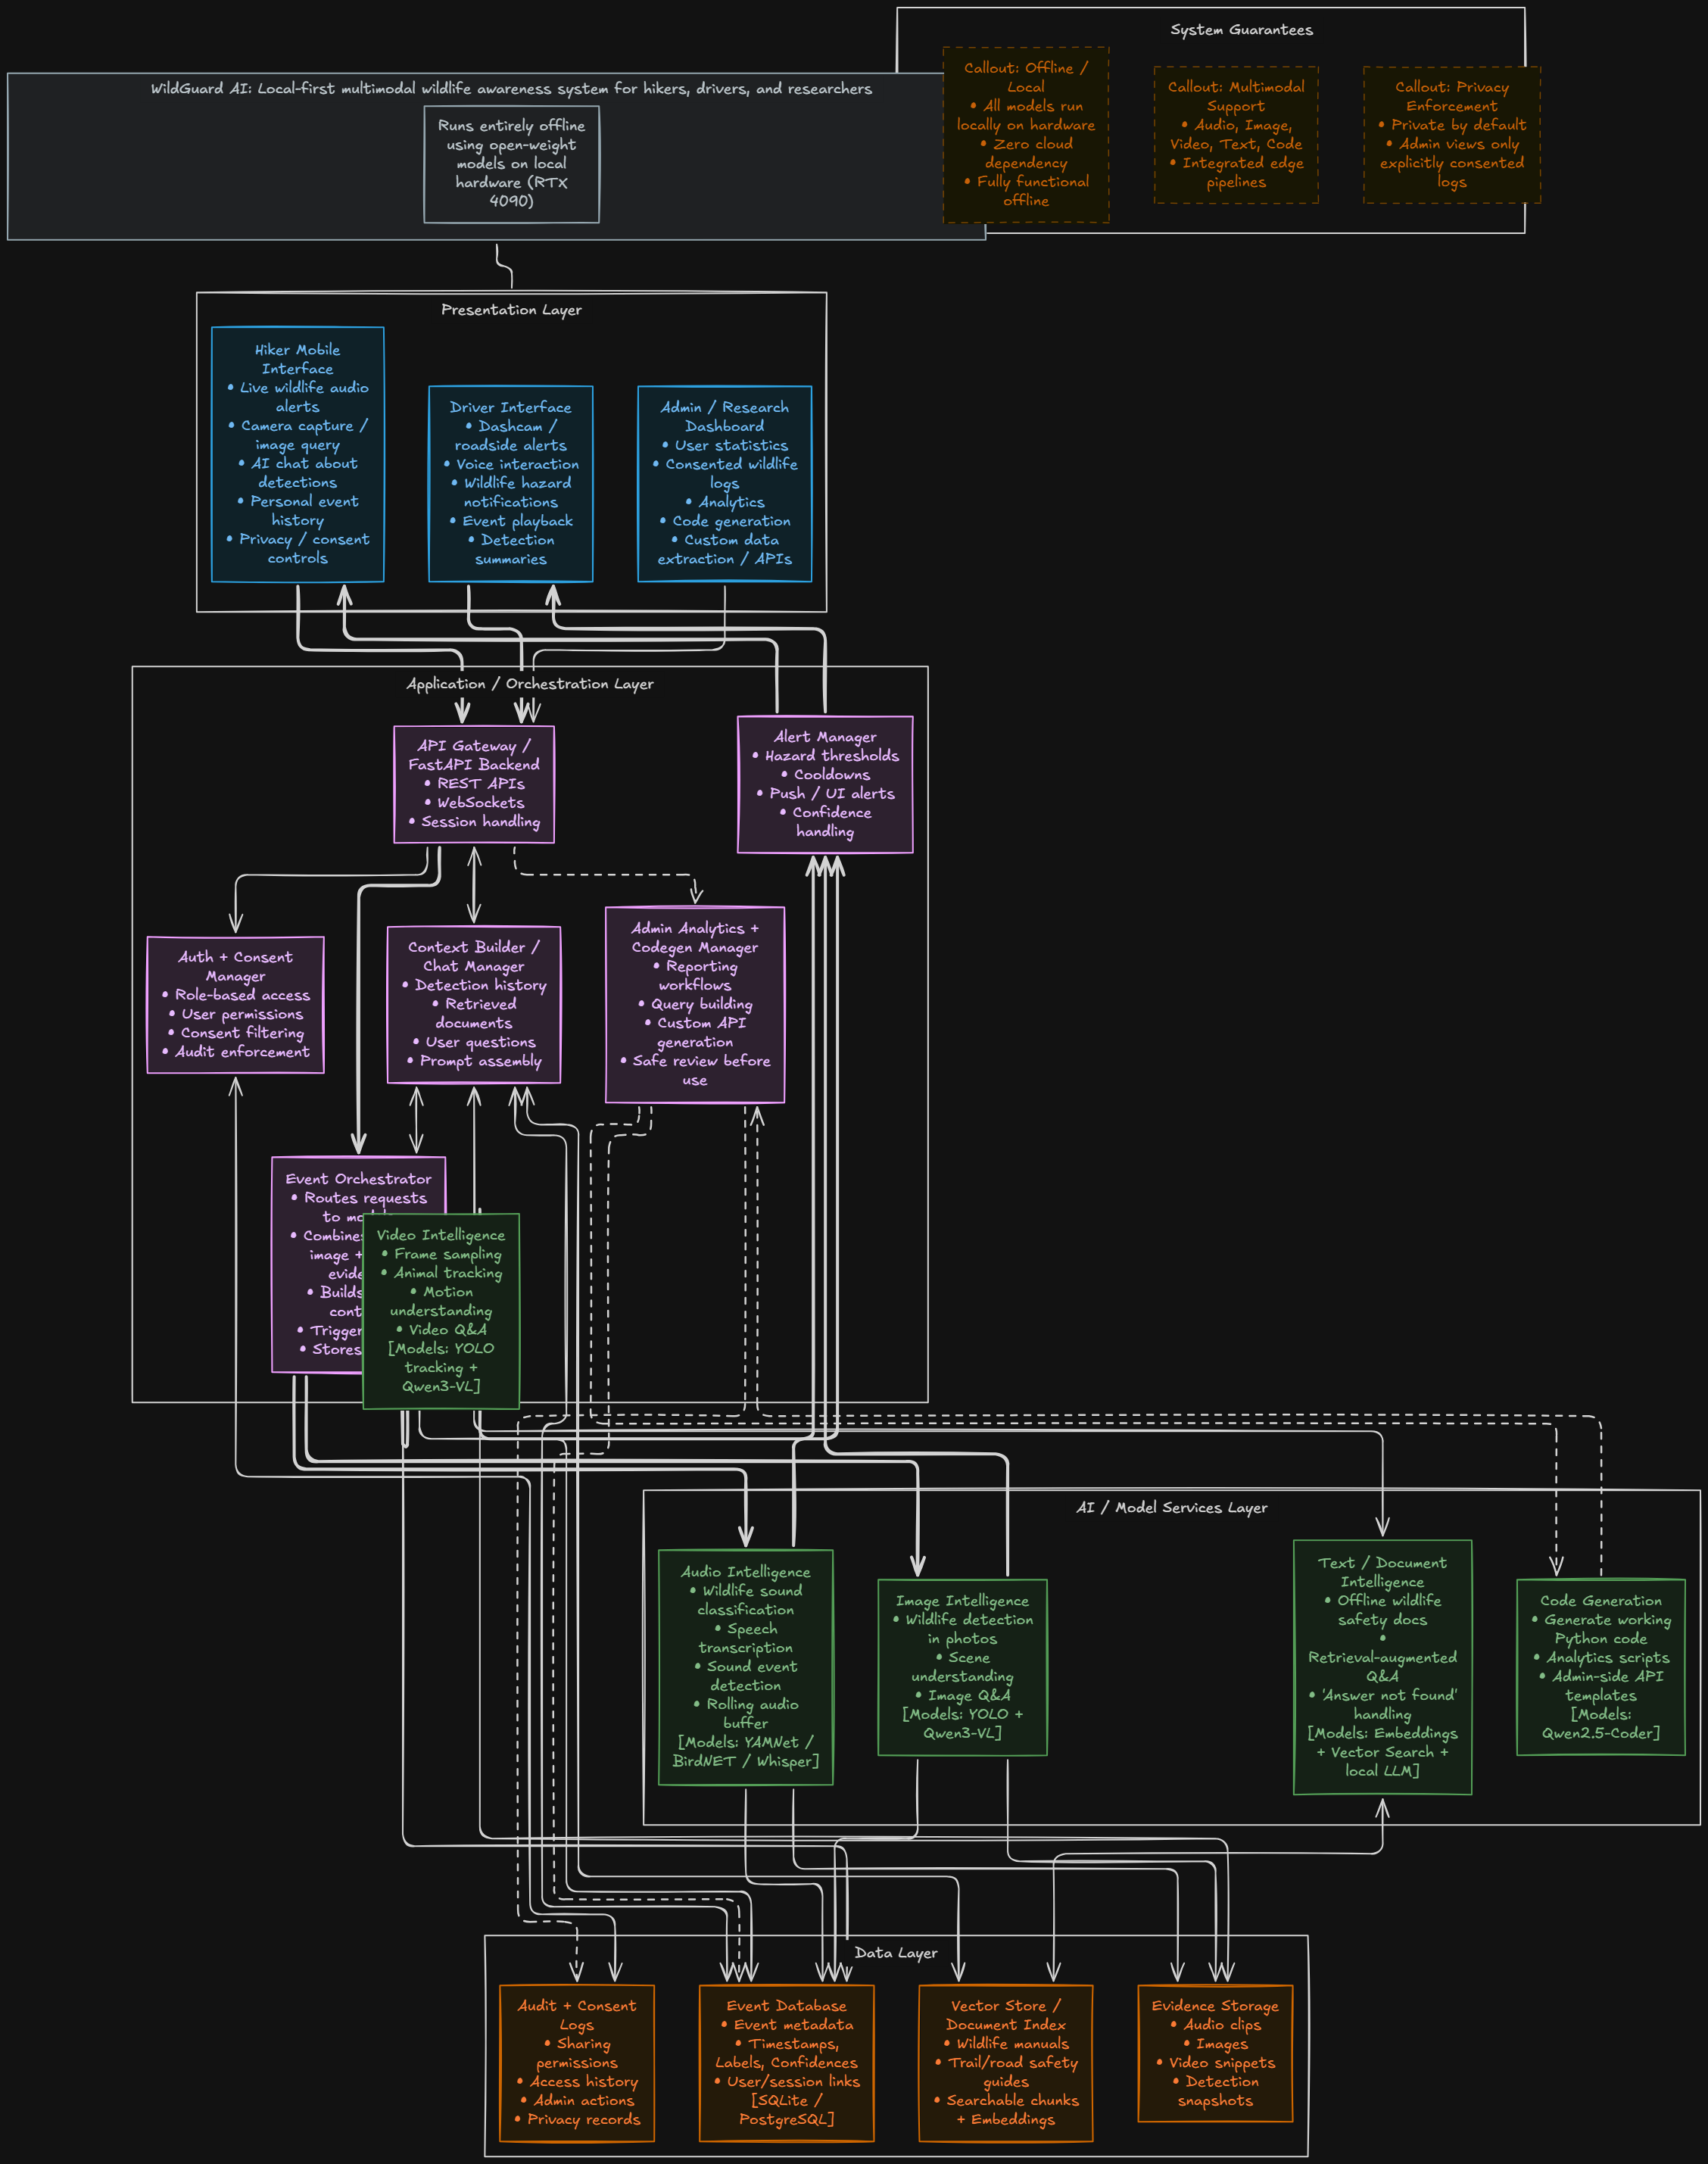 System Guarantees
WildGuard AI: Local-first multimodal wildlife awareness system for hikers, drivers, and researchers
Runs entirely offline
using open-weight
models on local
hardware (RTX
4090)
Callout: Offline /
Local
• All models run
locally on hardware
• Zero cloud
dependency
• Fully functional
offline
Callout: Multimodal
Support
• Audio, Image,
Video, Text, Code
• Integrated edge
pipelines
Callout: Privacy
Enforcement
• Private by default
• Admin views only
explicitly consented
logs
Presentation Layer
Hiker Mobile
Interface
• Live wildlife audio
alerts
• Camera capture /
image query
• AI chat about
detections
• Personal event
history
• Privacy / consent
controls
Driver Interface
• Dashcam /
roadside alerts
• Voice interaction
• Wildlife hazard
notifications
• Event playback
• Detection
summaries
Admin / Research
Dashboard
• User statistics
• Consented wildlife
logs
• Analytics
• Code generation
• Custom data
extraction / APIs
Application / Orchestration Layer
API Gateway /
FastAPI Backend
• REST APIs
• WebSockets
• Session handling
Alert Manager
• Hazard thresholds
• Cooldowns
• Push / UI alerts
• Confidence
handling
Auth + Consent
Manager
• Role-based access
• User permissions
• Consent filtering
• Audit enforcement
Context Builder /
Chat Manager
• Detection history
• Retrieved
documents
• User questions
• Prompt assembly
Admin Analytics +
Codegen Manager
• Reporting
workflows
• Query building
• Custom API
generation
• Safe review before
use
Event Orchestrator
• Routes requests
to
• Combines
image +
• Builds
• Stores
Video Intelligence
• Frame sampling
• Animal tracking
• Motion
understanding
• Video Q&A
[Models: YOLO
tracking +
Qwen3-VL]
AI / Model Services Layer
Audio Intelligence
• Wildlife sound
classification
• Speech
transcription
• Sound event
detection
• Rolling audio
buffer
[Models: YAMNet /
BirdNET / Whisper]
Image Intelligence
• Wildlife detection
in photos
• Scene
understanding
• Image Q&A
[Models: YOLO +
Qwen3-VL]
Text / Document
Intelligence
• Offline wildlife
safety docs
•
Retrieval-augmented
Q&A
• 'Answer not found'
handling
[Models: Embeddings
+ Vector Search +
local LLM]
Code Generation
• Generate working
Python code
• Analytics scripts
• Admin-side API
templates
[Models:
Qwen2.5-Coder]
Data Layer
Audit + Consent
Logs
• Sharing
permissions
• Access history
• Admin actions
• Privacy records
Event Database
• Event metadata
• Timestamps,
Labels, Confidences
• User/session links
[SQLite /
PostgreSQL]
Vector Store /
Document Index
• Wildlife manuals
• Trail/road safety
guides
• Searchable chunks
+ Embeddings
Evidence Storage
• Audio clips
• Images
• Video snippets
• Detection
snapshots